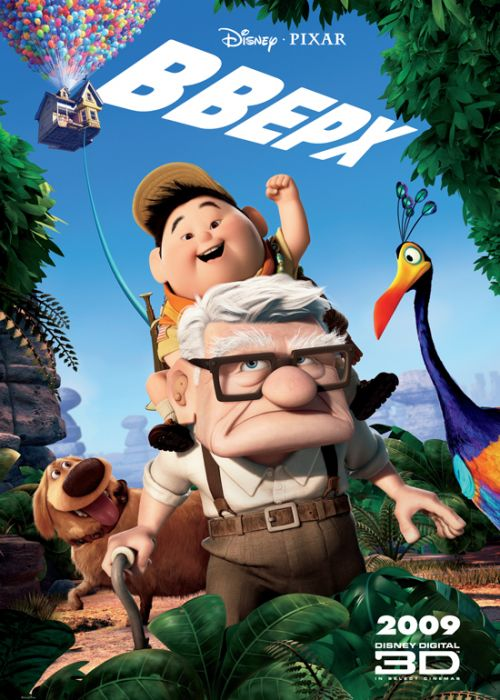 Disney · PIXAR
ВВЕРХ
2009
DISNEY DIGITAL
3D
IN SELECT CINEMAS